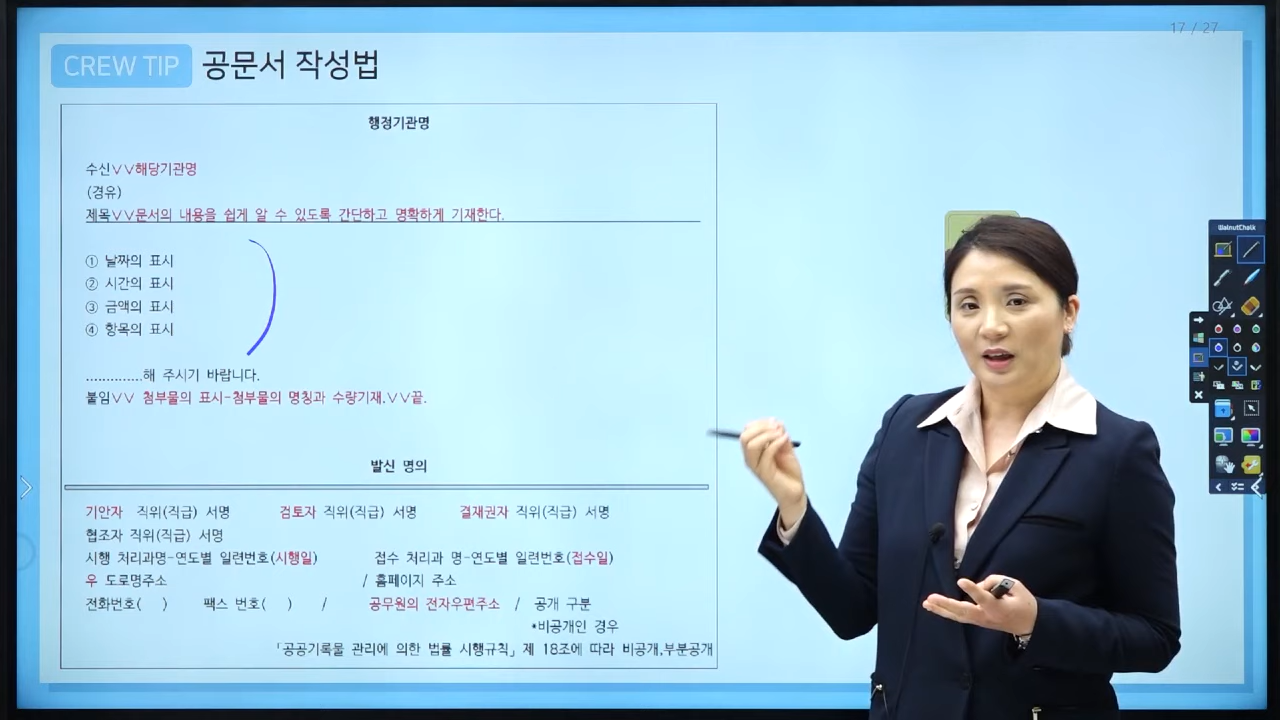 17 / 27
CREW TIP 공문서 작성법
행정기관명
수신∨∨해당기관명
(경유)
제목∨∨문서의 내용을 쉽게 알 수 있도록 간단하고 명확하게 기재한다.
① 날짜의 표시
② 시간의 표시
③ 금액의 표시
④ 항목의 표시
.............해 주시기 바랍니다.
붙임∨∨ 첨부물의 표시-첨부물의 명칭과 수량기재.∨∨끝.
발신 명의
기안자 직위(직급) 서명 검토자 직위(직급) 서명 결재권자 직위(직급) 서명
협조자 직위(직급) 서명
시행 처리과명-연도별 일련번호(시행일) 접수 처리과 명-연도별 일련번호(접수일)
우 도로명주소 / 홈페이지 주소
전화번호( ) 팩스 번호( ) / 공무원의 전자우편주소 / 공개 구분
*비공개인 경우
「공공기록물 관리에 의한 법률 시행규칙」 제 18조에 따라 비공개,부분공개
WalnutChalk